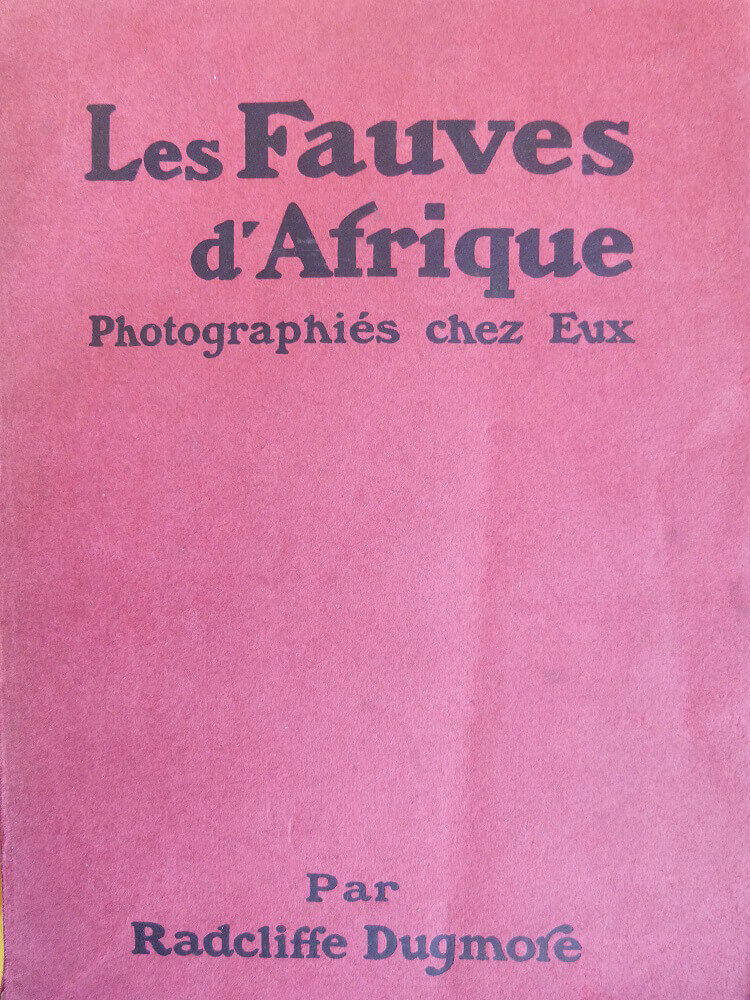 Les Fauves
d'Afrique
Photographiés chez Eux
Par
Radcliffe Dugmore